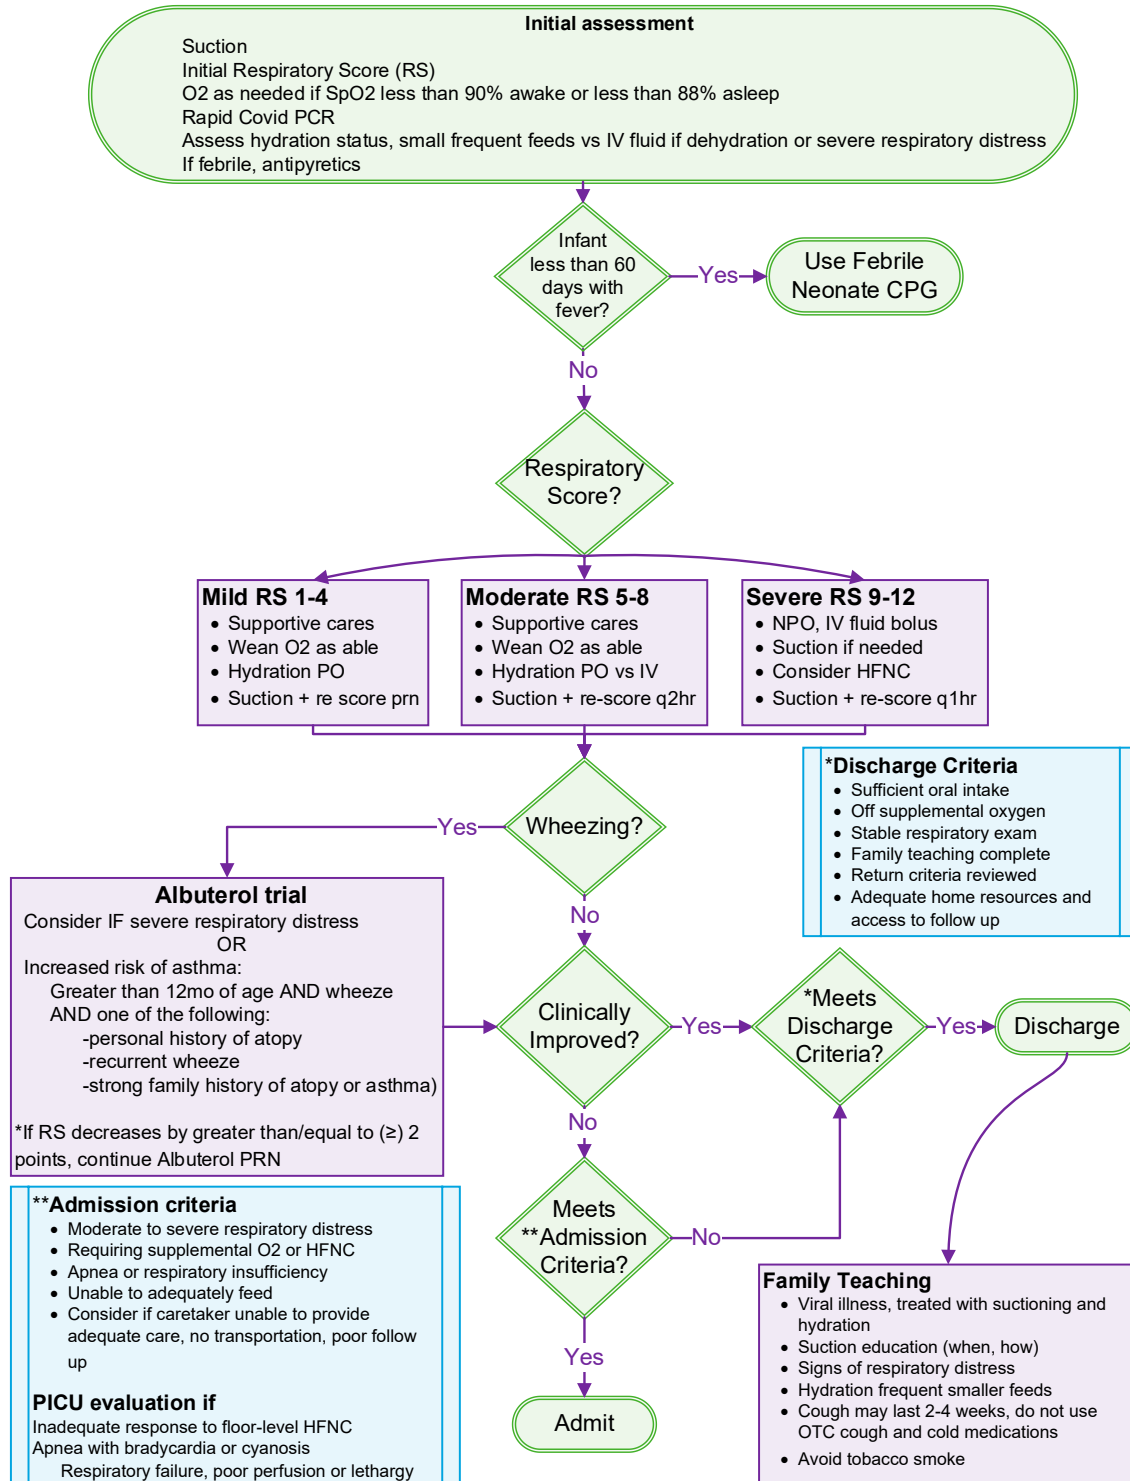 Initial assessment
Suction
Initial Respiratory Score (RS)
O2 as needed if SpO2 less than 90% awake or less than 88% asleep
Rapid Covid PCR
Assess hydration status, small frequent feeds vs IV fluid if dehydration or severe respiratory distress
If febrile, antipyretics
Infant
less than 60
days with
fever?
Yes
Use Febrile
Neonate CPG
No
Respiratory
Score?
Mild RS 1-4
• Supportive cares
• Wean O2 as able
• Hydration PO
• Suction + re score prn
Moderate RS 5-8
• Supportive cares
• Wean O2 as able
• Hydration PO vs IV
• Suction + re-score q2hr
Severe RS 9-12
• NPO, IV fluid bolus
• Suction if needed
• Consider HFNC
• Suction + re-score q1hr
Wheezing?
Yes
No
*Discharge Criteria
• Sufficient oral intake
• Off supplemental oxygen
• Stable respiratory exam
• Family teaching complete
• Return criteria reviewed
• Adequate home resources and
access to follow up
Albuterol trial
Consider IF severe respiratory distress
OR
Increased risk of asthma:
Greater than 12mo of age AND wheeze
AND one of the following:
-personal history of atopy
-recurrent wheeze
-strong family history of atopy or asthma)
*If RS decreases by greater than/equal to (≥) 2
points, continue Albuterol PRN
Clinically
Improved?
Yes
*Meets
Discharge
Criteria?
Yes
Discharge
No
Meets
**Admission
Criteria?
No
Yes
Admit
**Admission criteria
• Moderate to severe respiratory distress
• Requiring supplemental O2 or HFNC
• Apnea or respiratory insufficiency
• Unable to adequately feed
• Consider if caretaker unable to provide
adequate care, no transportation, poor follow
up
PICU evaluation if
Inadequate response to floor-level HFNC
Apnea with bradycardia or cyanosis
Respiratory failure, poor perfusion or lethargy
Family Teaching
• Viral illness, treated with suctioning and
hydration
• Suction education (when, how)
• Signs of respiratory distress
• Hydration frequent smaller feeds
• Cough may last 2-4 weeks, do not use
OTC cough and cold medications
• Avoid tobacco smoke